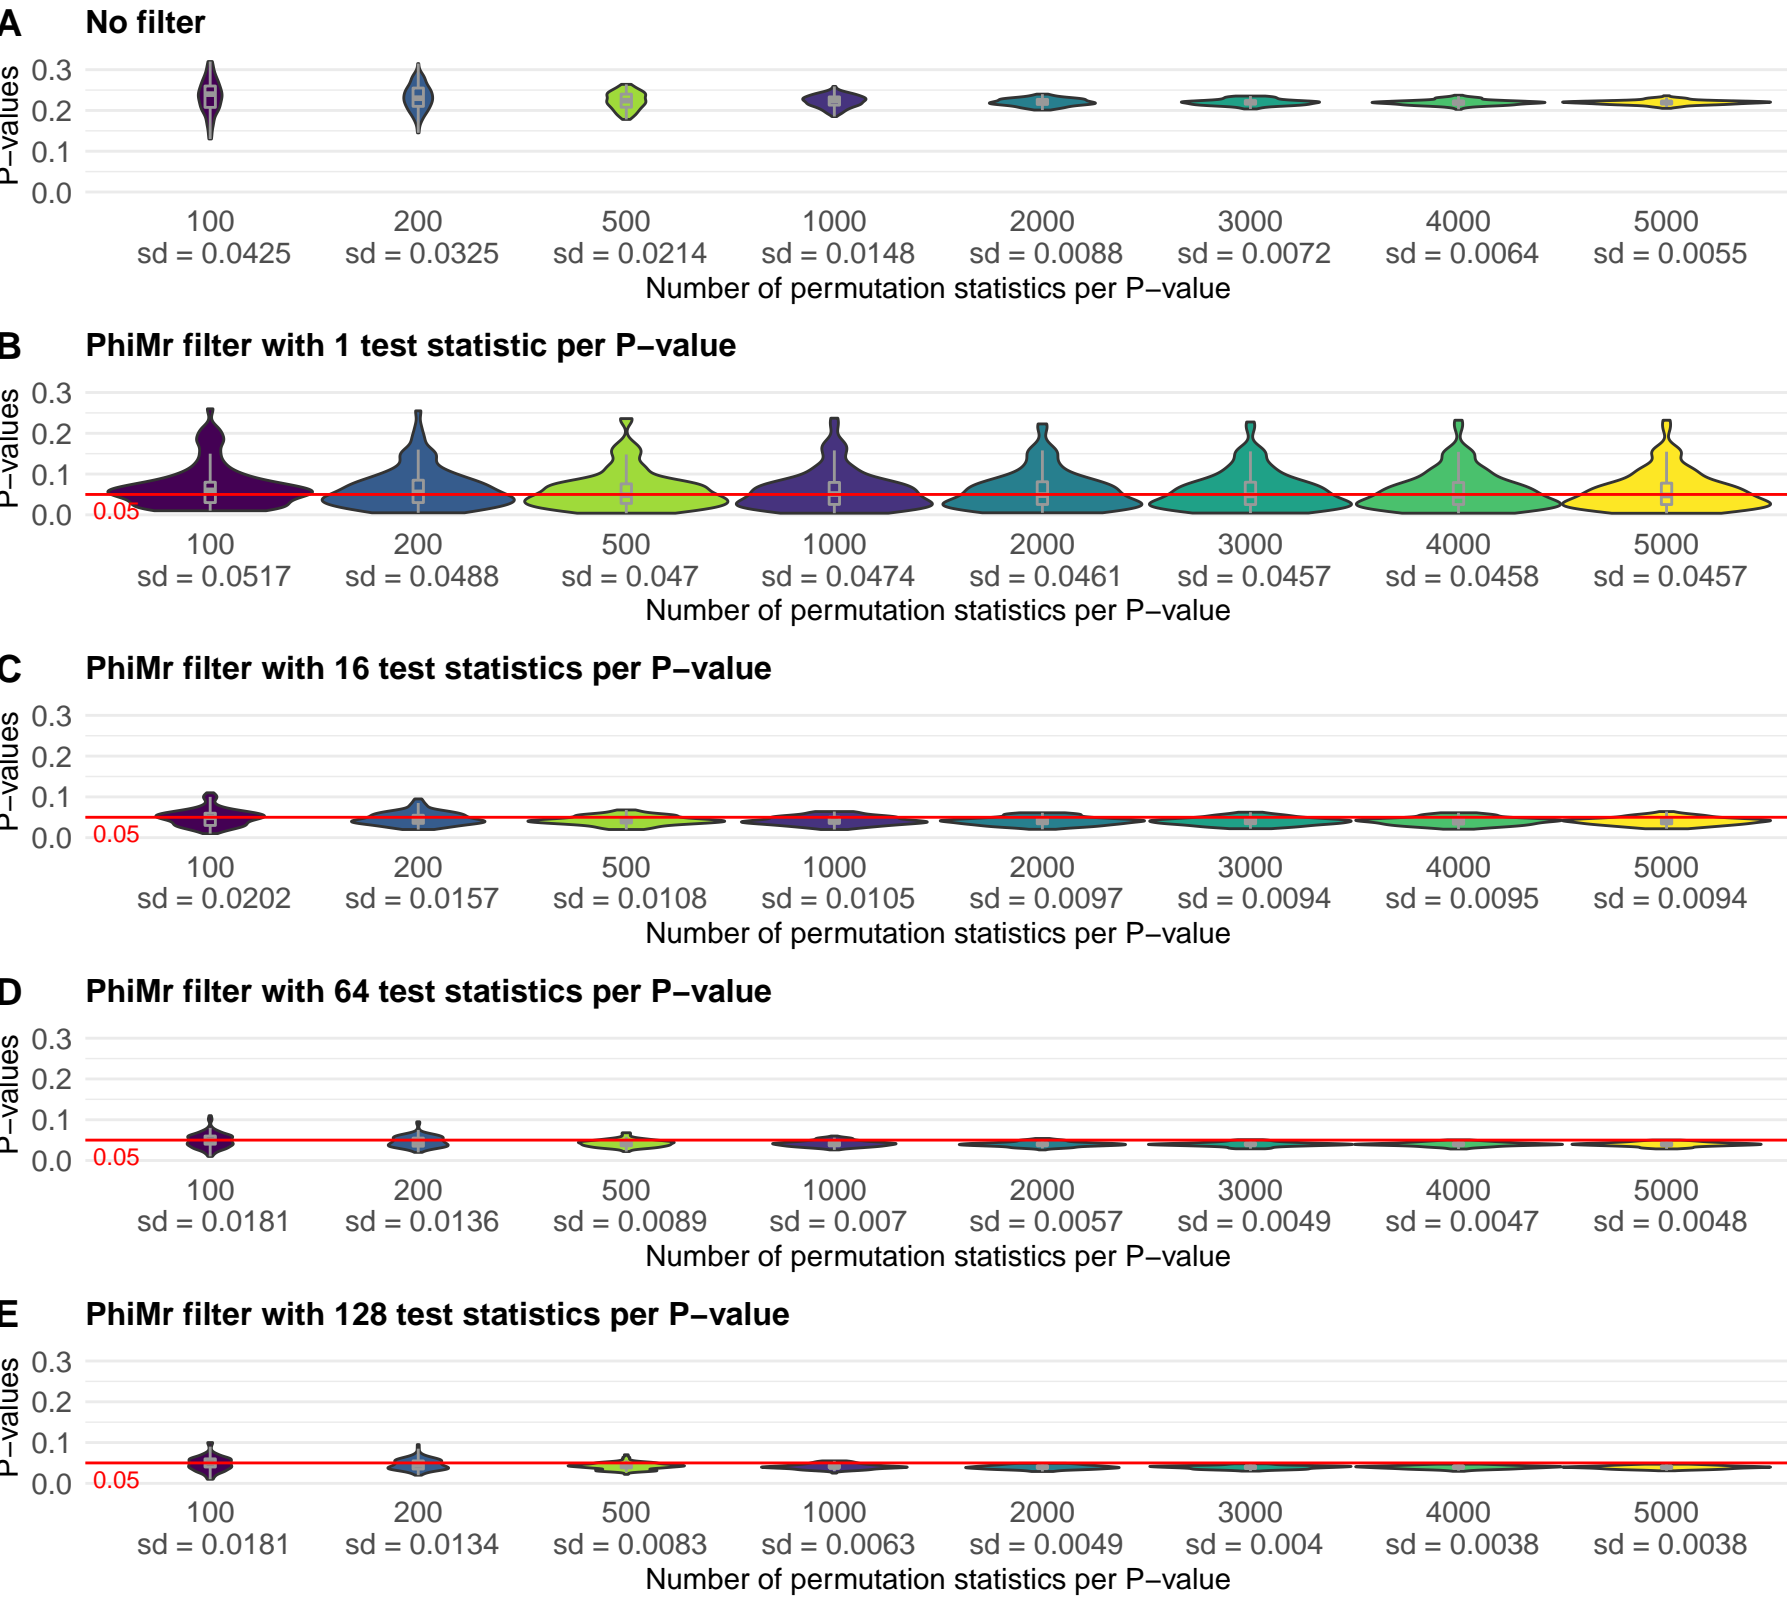 A No filter
P−values
0.3
0.2
0.1
0.0
100 200 500 1000 2000 3000 4000 5000
sd = 0.0425 sd = 0.0325 sd = 0.0214 sd = 0.0148 sd = 0.0088 sd = 0.0072 sd = 0.0064 sd = 0.0055
Number of permutation statistics per P−value
B PhiMr filter with 1 test statistic per P−value
P−values
0.3
0.2
0.1
0.0
0.05
100 200 500 1000 2000 3000 4000 5000
sd = 0.0517 sd = 0.0488 sd = 0.047 sd = 0.0474 sd = 0.0461 sd = 0.0457 sd = 0.0458 sd = 0.0457
Number of permutation statistics per P−value
C PhiMr filter with 16 test statistics per P−value
P−values
0.3
0.2
0.1
0.0
0.05
100 200 500 1000 2000 3000 4000 5000
sd = 0.0202 sd = 0.0157 sd = 0.0108 sd = 0.0105 sd = 0.0097 sd = 0.0094 sd = 0.0095 sd = 0.0094
Number of permutation statistics per P−value
D PhiMr filter with 64 test statistics per P−value
P−values
0.3
0.2
0.1
0.0
0.05
100 200 500 1000 2000 3000 4000 5000
sd = 0.0181 sd = 0.0136 sd = 0.0089 sd = 0.007 sd = 0.0057 sd = 0.0049 sd = 0.0047 sd = 0.0048
Number of permutation statistics per P−value
E PhiMr filter with 128 test statistics per P−value
P−values
0.3
0.2
0.1
0.0
0.05
100 200 500 1000 2000 3000 4000 5000
sd = 0.0181 sd = 0.0134 sd = 0.0083 sd = 0.0063 sd = 0.0049 sd = 0.004 sd = 0.0038 sd = 0.0038
Number of permutation statistics per P−value